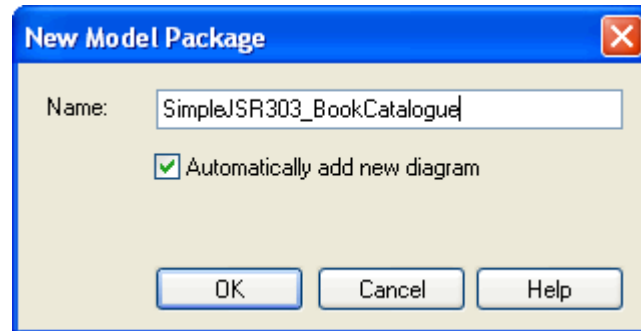 New Model Package
Name: SimpleJSR303_BookCatalogue
Automatically add new diagram
OK Cancel Help